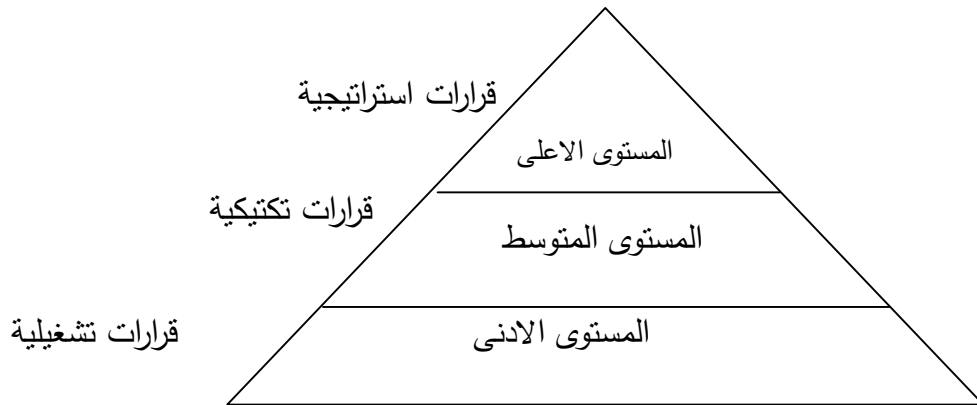 قرارات استراتيجية
المستوى الاعلى
قرارات تكتيكية
المستوى المتوسط
المستوى الادنى
قرارات تشغيلية